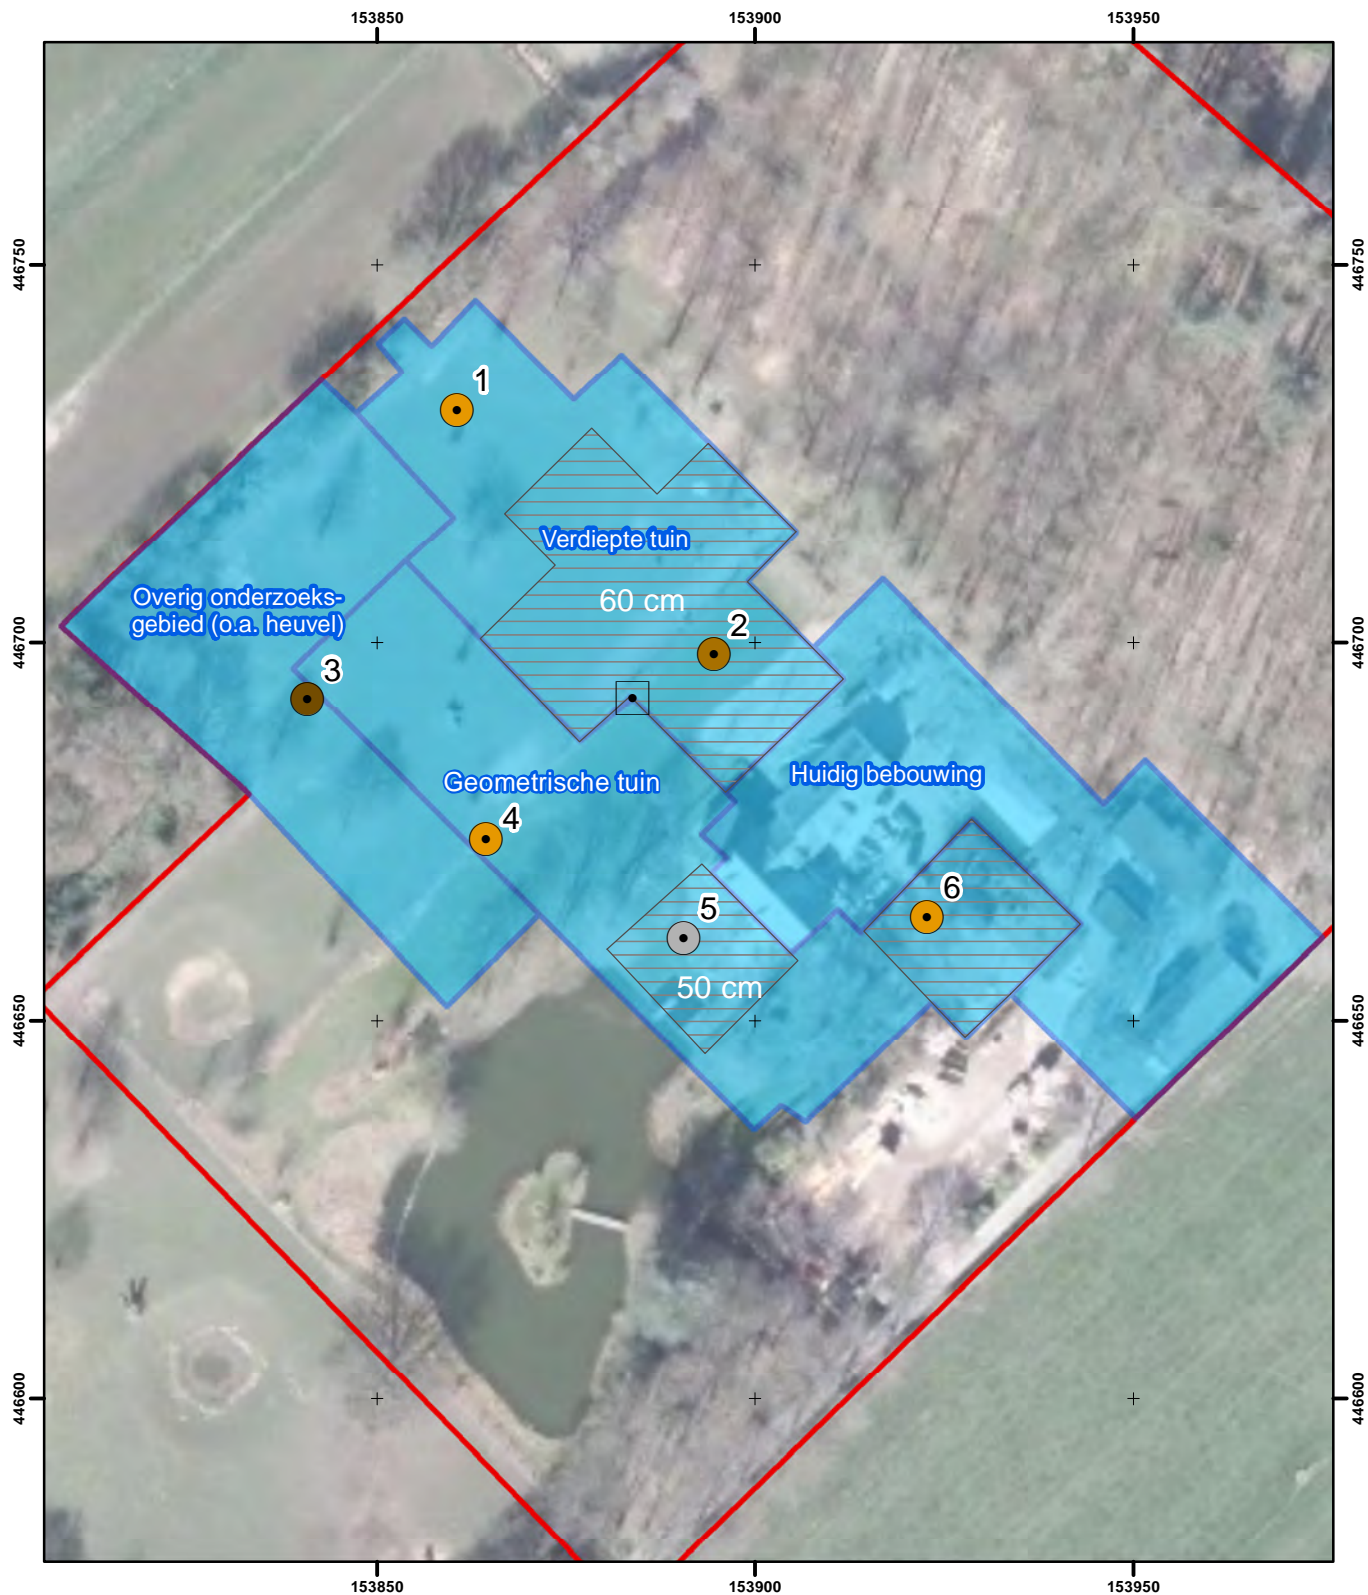 153850
153900
153950
446750
446750
1
Verdiepte tuin
Overig onderzoeks-
gebied (o.a. heuvel)
60 cm
2
446700
446700
3
Huidig bebouwing
Geometrische tuin
4
6
5
50 cm
446650
446650
446600
446600
153850
153900
153950